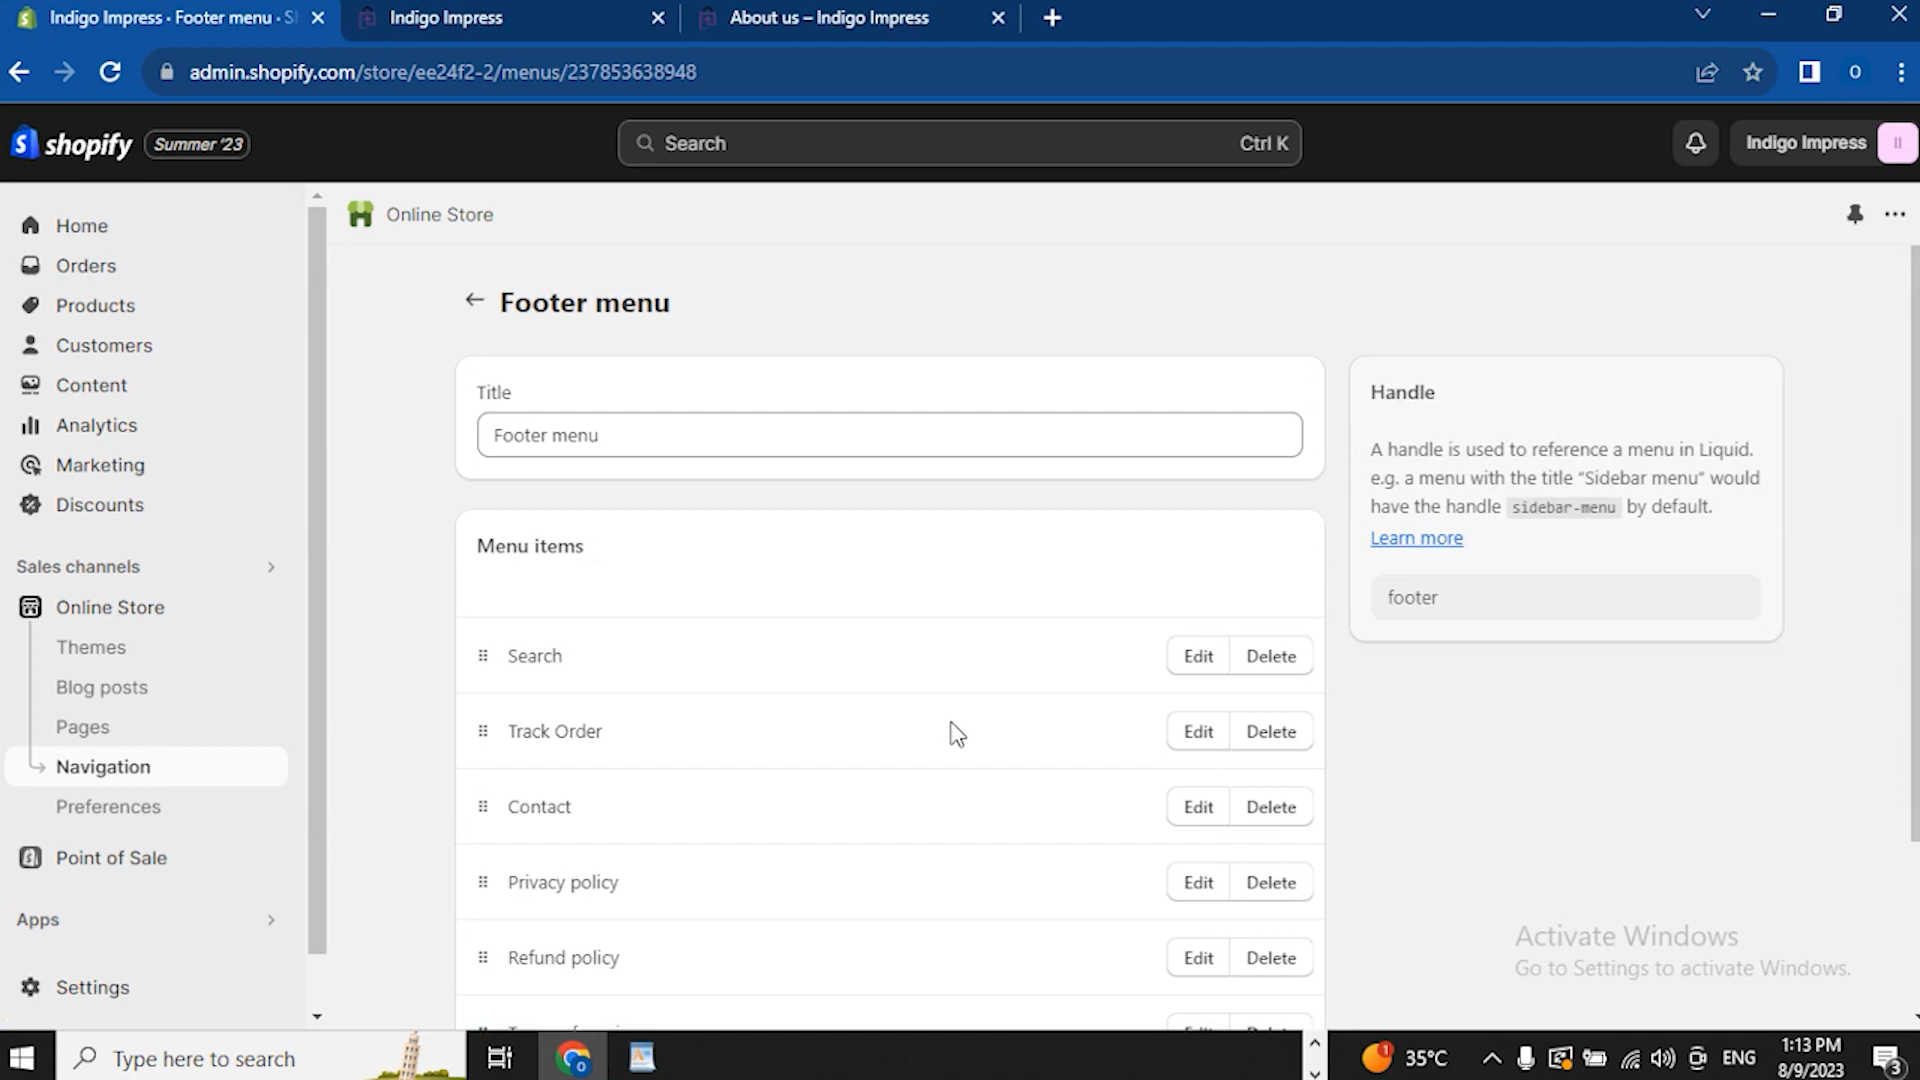 Indigo Impress · Footer menu · S
Indigo Impress
About us – Indigo Impress
admin.shopify.com/store/ee24f2-2/menus/237853638948
O
shopify
Summer '23
Search
Ctrl K
Indigo Impress
II
Home
Orders
Products
Customers
Content
Analytics
Marketing
Discounts
Sales channels
Online Store
Themes
Blog posts
Pages
Navigation
Preferences
Point of Sale
Apps
Settings
Online Store
Footer menu
Title
Footer menu
Menu items
Search
Edit
Delete
Track Order
Edit
Delete
Contact
Edit
Delete
Privacy policy
Edit
Delete
Refund policy
Edit
Delete
Handle
A handle is used to reference a menu in Liquid.
e.g. a menu with the title “Sidebar menu” would
have the handle sidebar-menu by default.
Learn more
footer
Activate Windows
Go to Settings to activate Windows.
Type here to search
1
35°C
ENG
1:13 PM
8/9/2023
3